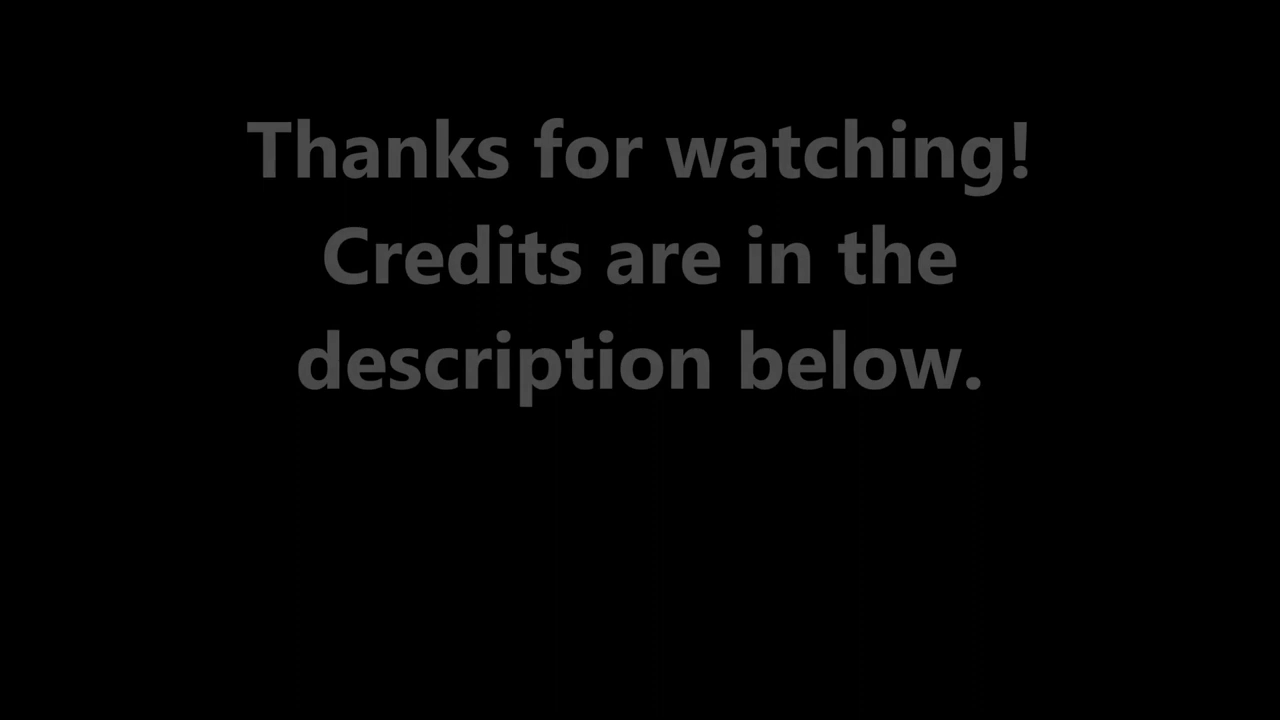 Thanks for watching!
Credits are in the
description below.